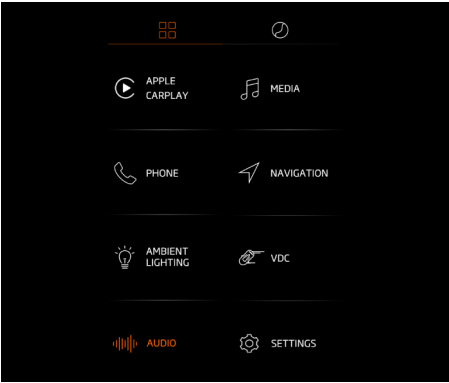 APPLE
CARPLAY
MEDIA
PHONE
NAVIGATION
AMBIENT
LIGHTING
VDC
AUDIO
SETTINGS